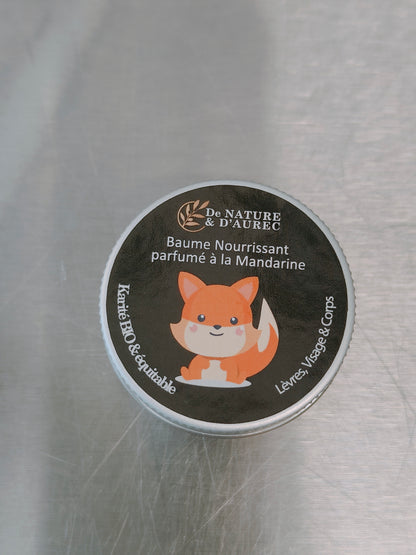 De NATURE
& D'AUREC
Baume Nourrissant
parfumé à la Mandarine
Karité BIO & équitable
Lèvres, Visage & Corps